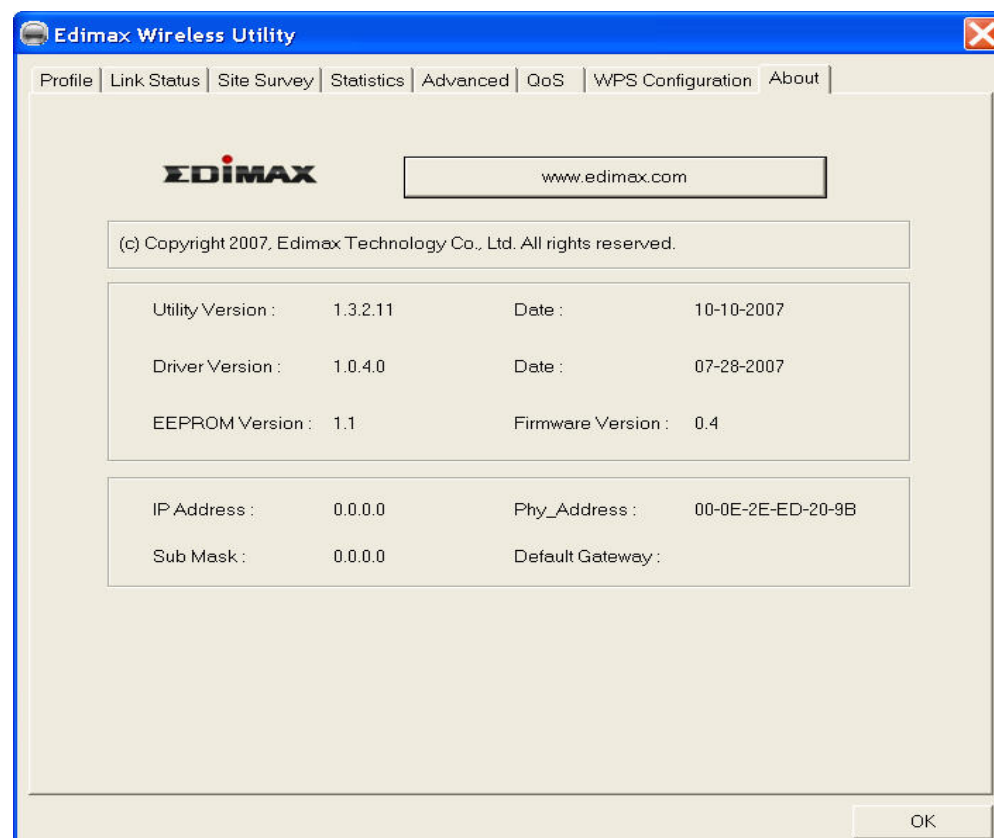 Edimax Wireless Utility
Profile Link Status Site Survey Statistics Advanced QoS WPS Configuration About
EDIMAX www.edimax.com
(c) Copyright 2007, Edimax Technology Co., Ltd. All rights reserved.
Utility Version : 1.3.2.11 Date : 10-10-2007
Driver Version : 1.0.4.0 Date : 07-28-2007
EEPROM Version : 1.1 Firmware Version : 0.4
IP Address : 0.0.0.0 Phy_Address : 00-0E-2E-ED-20-9B
Sub Mask : 0.0.0.0 Default Gateway :
OK